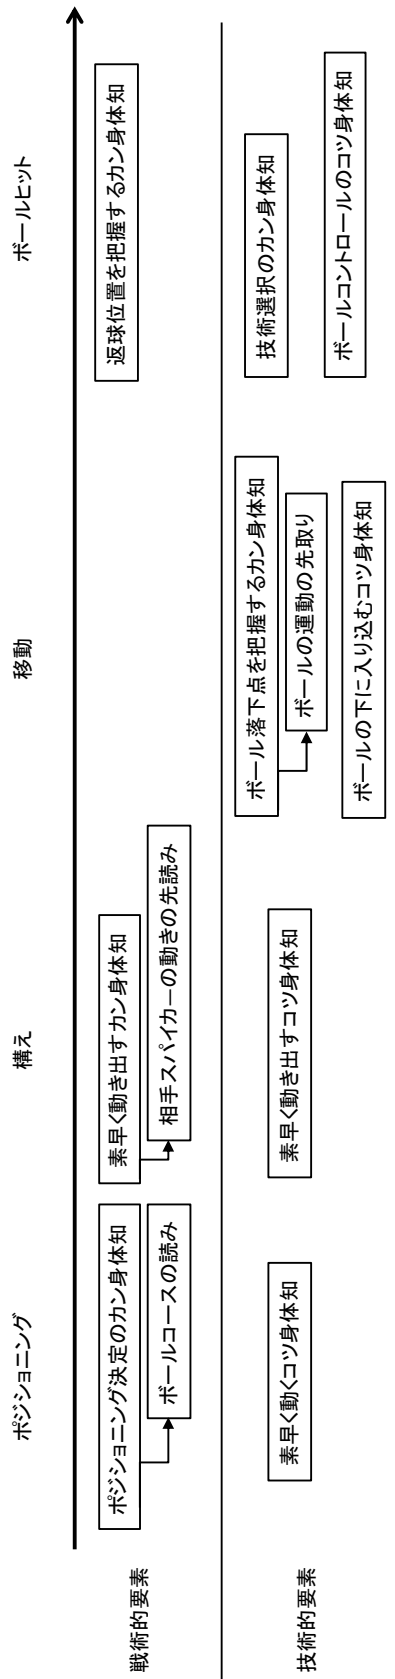 ポジショニング
構え
移動
ボールヒット
戦術的要素
ポジショニング決定のカン身体知
ボールコースの読み
素早く動き出すカン身体知
相手スパイカーの動きの先読み
返球位置を把握するカン身体知
技術的要素
素早く動くコツ身体知
素早く動き出すコツ身体知
ボール落下点を把握するカン身体知
ボールの運動の先取り
ボールの下に入り込むコツ身体知
技術選択のカン身体知
ボールコントロールのコツ身体知